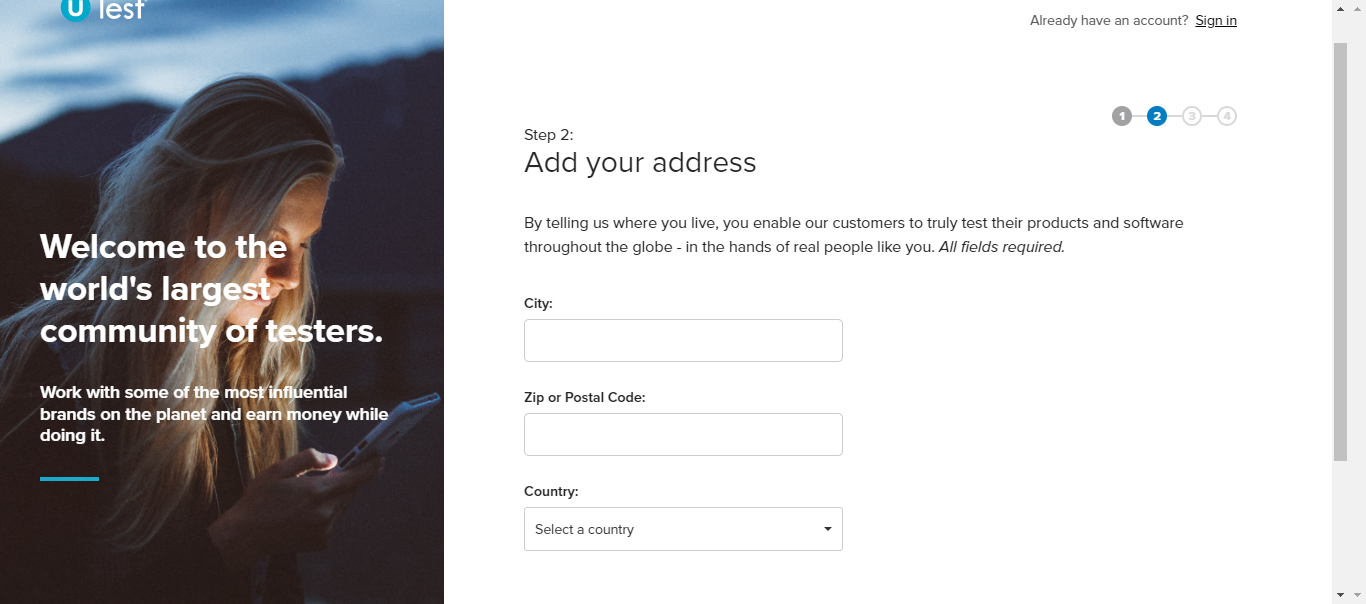 u Test
Already have an account? Sign in
1 2 3 4
Step 2:
Add your address
By telling us where you live, you enable our customers to truly test their products and software
throughout the globe - in the hands of real people like you. All fields required.
City:
Zip or Postal Code:
Country:
Select a country
Welcome to the
world's largest
community of testers.
Work with some of the most influential
brands on the planet and earn money while
doing it.